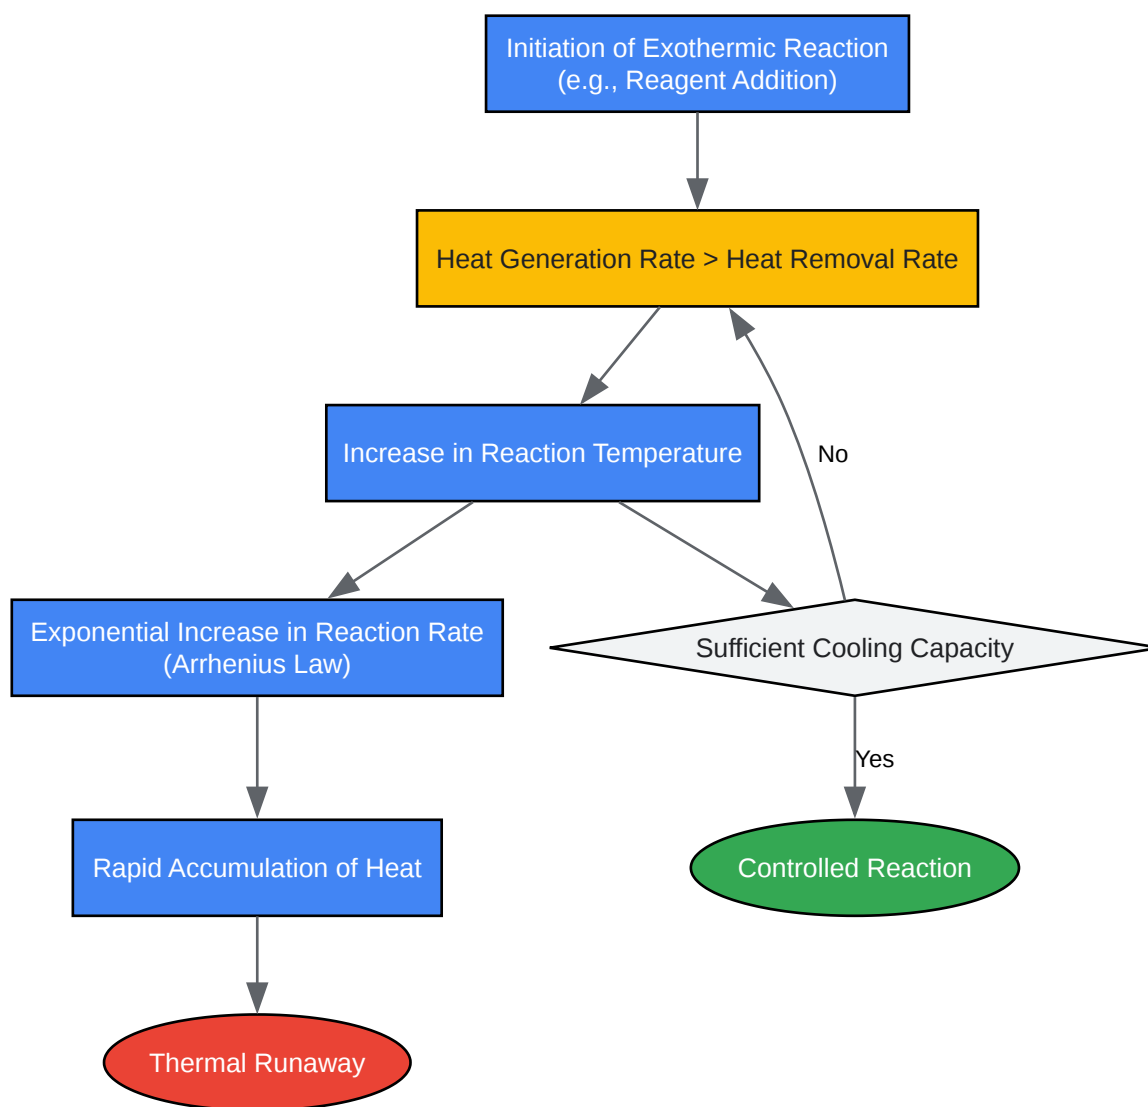 Initiation of Exothermic Reaction
(e.g., Reagent Addition)
Heat Generation Rate > Heat Removal Rate
Increase in Reaction Temperature
No
Exponential Increase in Reaction Rate
(Arrhenius Law)
Sufficient Cooling Capacity
Yes
Rapid Accumulation of Heat
Controlled Reaction
Thermal Runaway